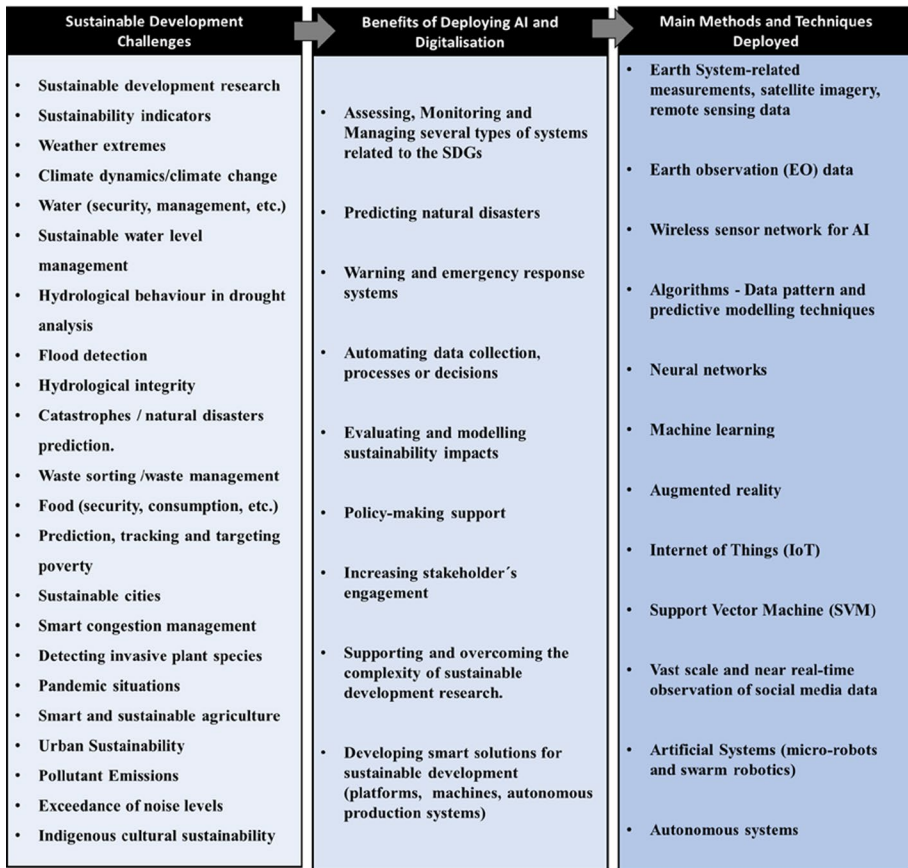 Sustainable Development
Challenges
• Sustainable development research
• Sustainability indicators
• Weather extremes
• Climate dynamics/climate change
• Water (security, management, etc.)
• Sustainable water level
management
• Hydrological behaviour in drought
analysis
• Flood detection
• Hydrological integrity
• Catastrophes / natural disasters
prediction.
• Waste sorting /waste management
• Food (security, consumption, etc.)
• Prediction, tracking and targeting
poverty
• Sustainable cities
• Smart congestion management
• Detecting invasive plant species
• Pandemic situations
• Smart and sustainable agriculture
• Urban Sustainability
• Pollutant Emissions
• Exceedance of noise levels
• Indigenous cultural sustainability
Benefits of Deploying AI and
Digitalisation
• Assessing, Monitoring and
Managing several types of systems
related to the SDGs
• Predicting natural disasters
• Warning and emergency response
systems
• Automating data collection,
processes or decisions
• Evaluating and modelling
sustainability impacts
• Policy-making support
• Increasing stakeholder´s
engagement
• Supporting and overcoming the
complexity of sustainable
development research.
• Developing smart solutions for
sustainable development
(platforms, machines, autonomous
production systems)
Main Methods and Techniques
Deployed
• Earth System-related
measurements, satellite imagery,
remote sensing data
• Earth observation (EO) data
• Wireless sensor network for AI
• Algorithms - Data pattern and
predictive modelling techniques
• Neural networks
• Machine learning
• Augmented reality
• Internet of Things (IoT)
• Support Vector Machine (SVM)
• Vast scale and near real-time
observation of social media data
• Artificial Systems (micro-robots
and swarm robotics)
• Autonomous systems